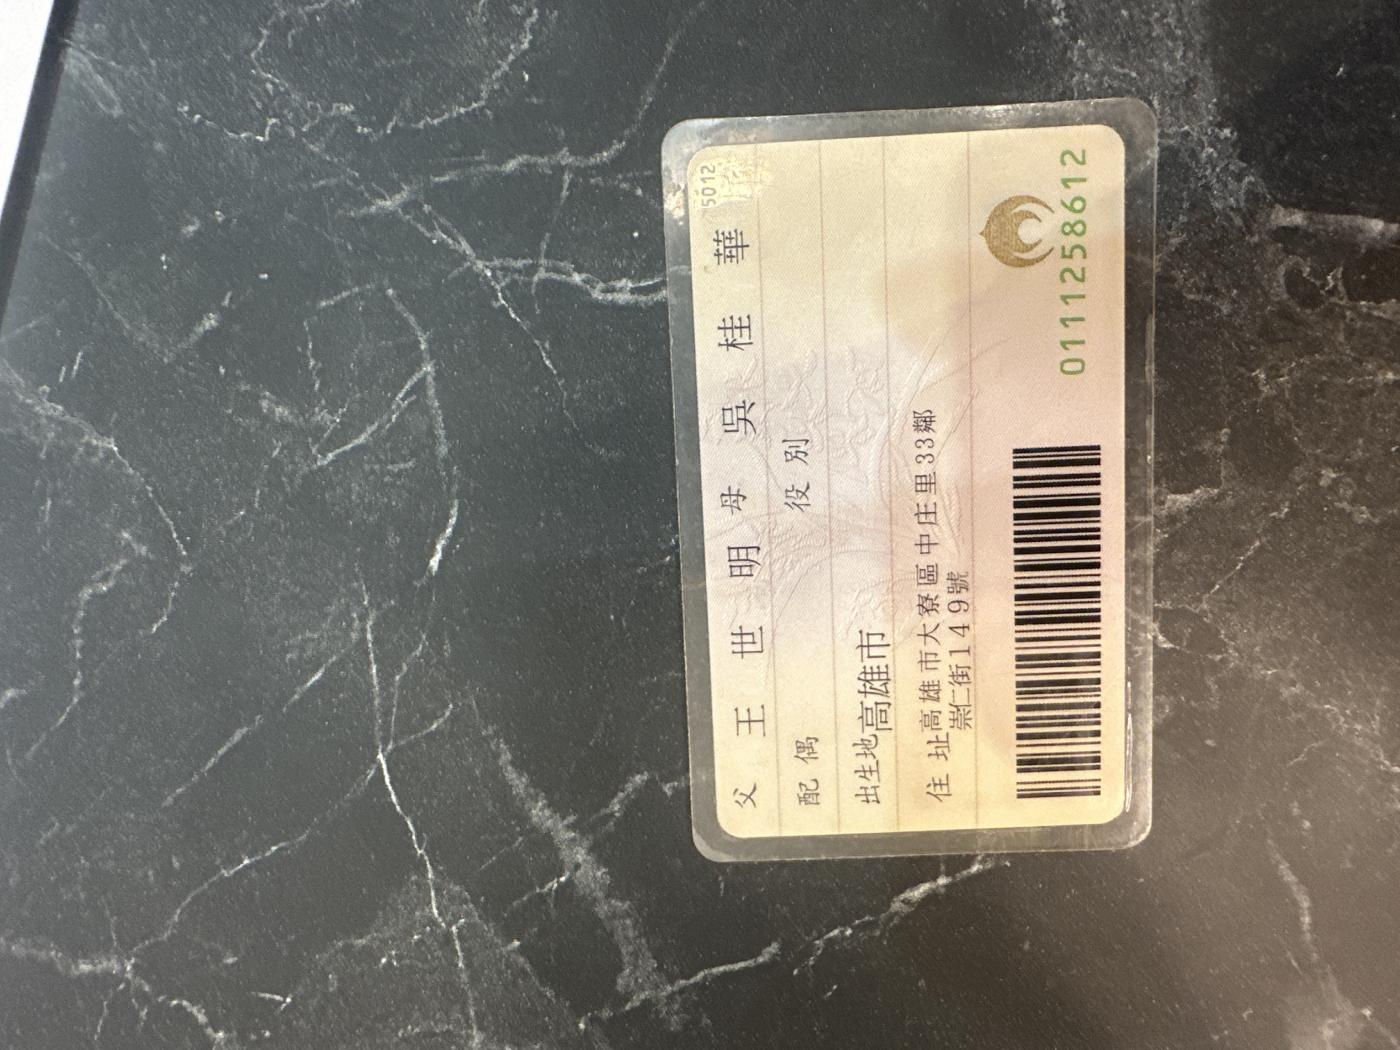 父 王世明 母 吳桂華 5012
配偶 役別
出生地 高雄市
住址 高雄市大寮區中庄里33鄰
崇仁街149號
0111258612